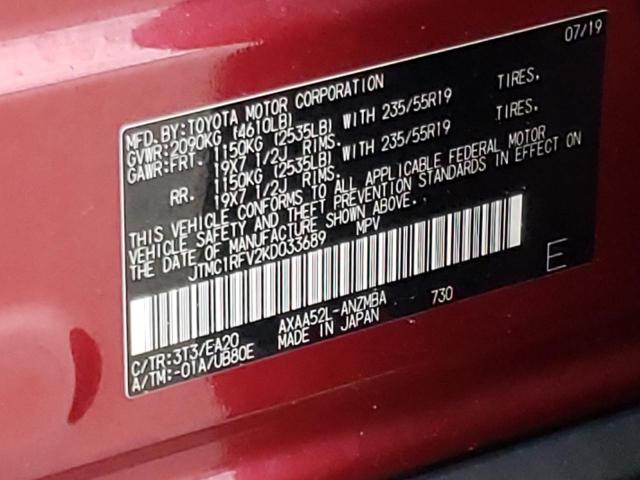 07/19
MFD.BY:TOYOTA MOTOR CORPORATION
GVWR:2090KG (4610LB)
GAWR:FRT. 1150KG (2535LB) WITH 235/55R19 TIRES,
19X7 1/2J RIMS.
RR. 1150KG (2535LB) WITH 235/55R19 TIRES,
19X7 1/2J RIMS.
THIS VEHICLE CONFORMS TO ALL APPLICABLE FEDERAL MOTOR
VEHICLE SAFETY AND THEFT PREVENTION STANDARDS IN EFFECT ON
THE DATE OF MANUFACTURE SHOWN ABOVE.
JTMC1RFV2KD033689 MPV
E
C/TR:3T3/EA20 AXAA52L-ANZMBA 730
A/TM:-01A/UB80E MADE IN JAPAN